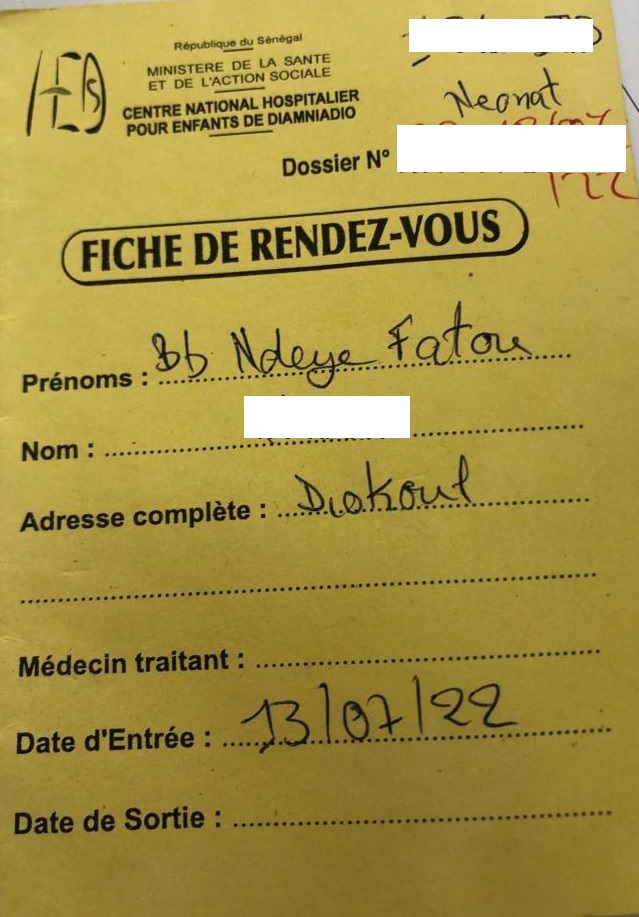 République du Sénégal
MINISTERE DE LA SANTE
ET DE L'ACTION SOCIALE
CENTRE NATIONAL HOSPITALIER
POUR ENFANTS DE DIAMNIADIO
Neonat
Dossier N°
122
FICHE DE RENDEZ-VOUS
Prénoms : Bb Ndeye Fatou
Nom :
Adresse complète : Diokoul
Médecin traitant :
Date d'Entrée : 13/07/22
Date de Sortie :